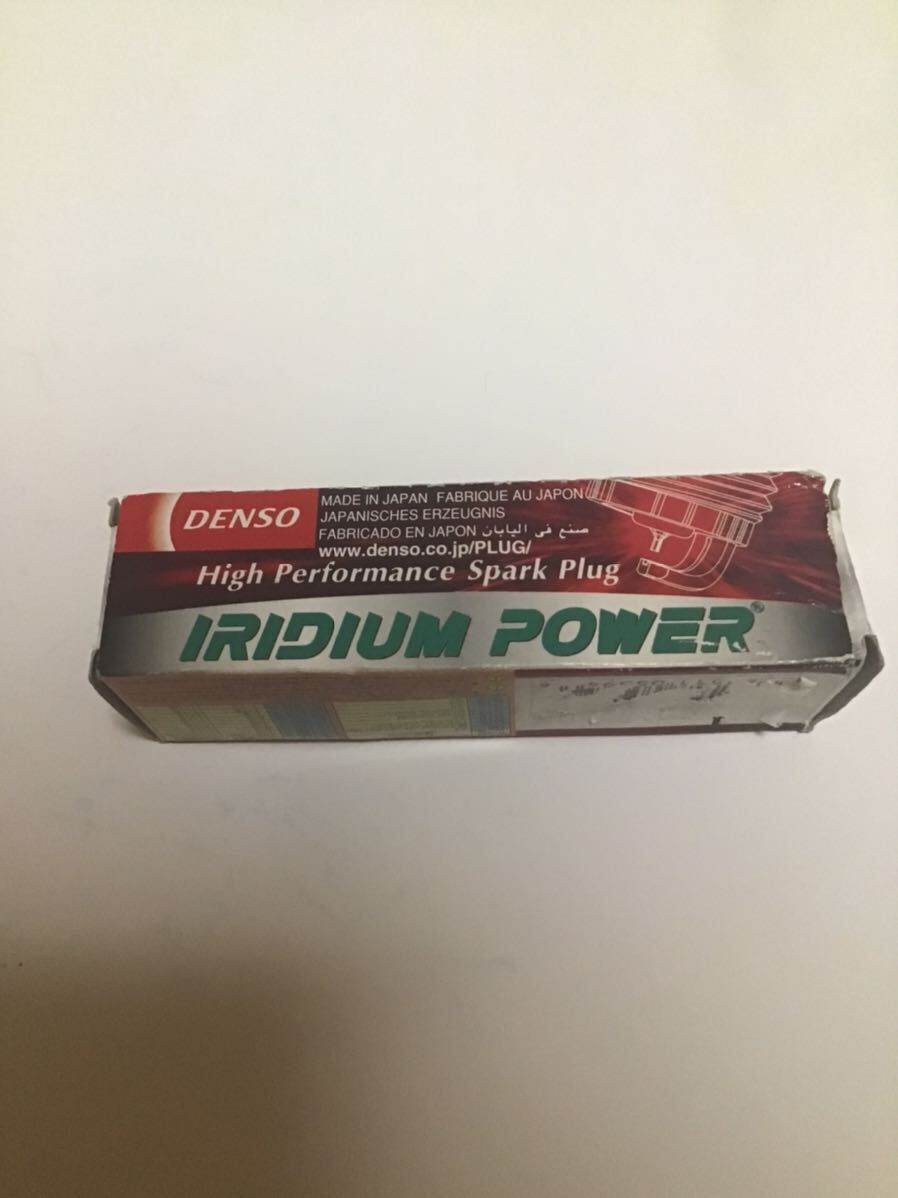 DENSO
MADE IN JAPAN FABRIQUE AU JAPON
JAPANISCHES ERZEUGNIS
FABRICADO EN JAPON صنع في اليابان
www.denso.co.jp/PLUG/
High Performance Spark Plug
IRIDIUM POWER®